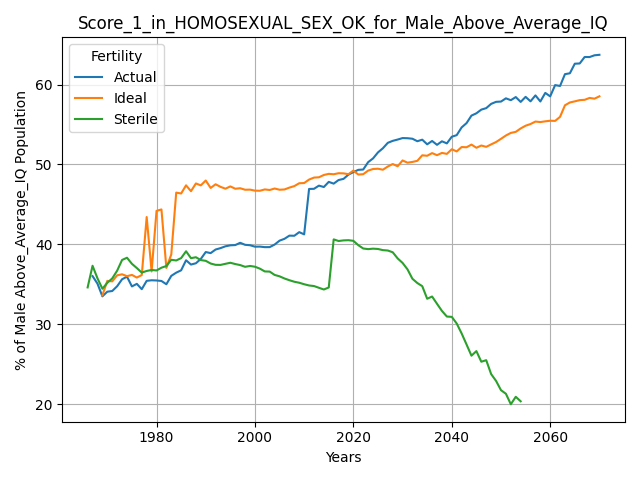 Score_1_in_HOMOSEXUAL_SEX_OK_for_Male_Above_Average_IQ
Fertility
Actual
Ideal
Sterile
% of Male Above_Average_IQ Population
60
50
40
30
20
1980
2000
2020
2040
2060
Years